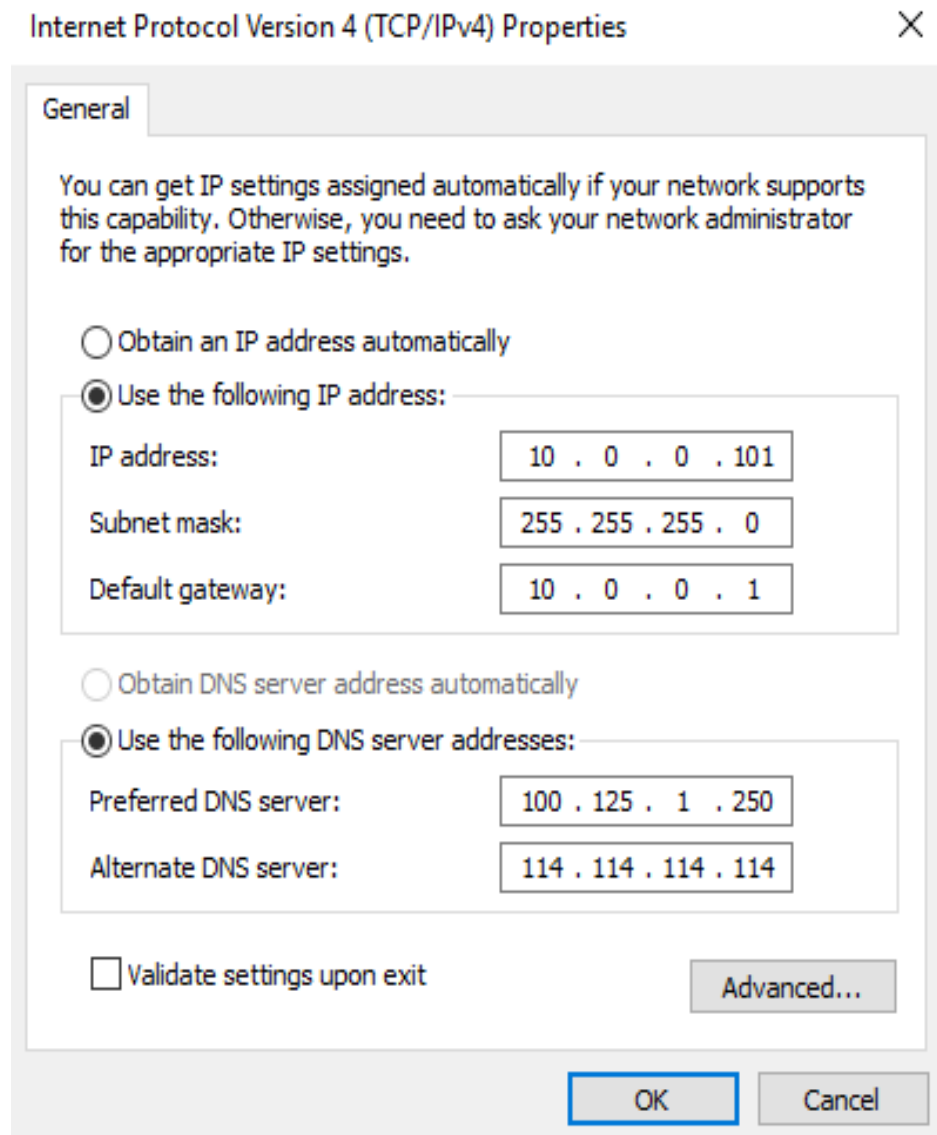 Internet Protocol Version 4 (TCP/IPv4) Properties
General
You can get IP settings assigned automatically if your network supports
this capability. Otherwise, you need to ask your network administrator
for the appropriate IP settings.
Obtain an IP address automatically
Use the following IP address:
IP address: 10 . 0 . 0 . 101
Subnet mask: 255 . 255 . 255 . 0
Default gateway: 10 . 0 . 0 . 1
Obtain DNS server address automatically
Use the following DNS server addresses:
Preferred DNS server: 100 . 125 . 1 . 250
Alternate DNS server: 114 . 114 . 114 . 114
Validate settings upon exit
Advanced...
OK Cancel